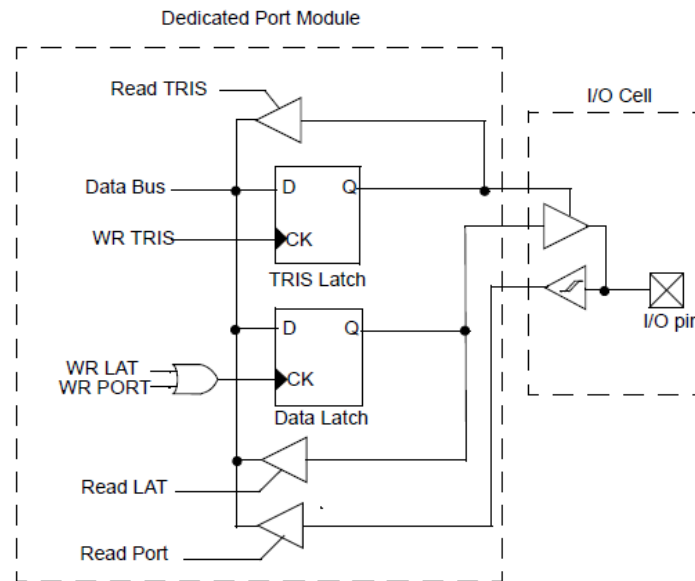 Dedicated Port Module
I/O Cell
Read TRIS
Data Bus
D
Q
WR TRIS
CK
TRIS Latch
D
Q
I/O pin
WR LAT
WR PORT
CK
Data Latch
Read LAT
Read Port